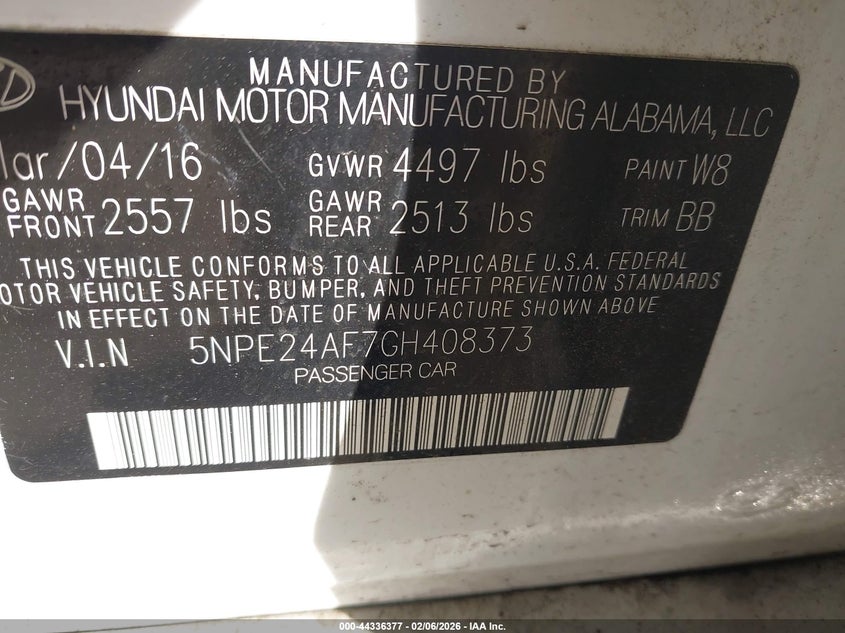 MANUFACTURED BY
HYUNDAI MOTOR MANUFACTURING ALABAMA, LLC
ar/04/16 GVWR 4497 lbs PAINT W8
GAWR FRONT 2557 lbs GAWR REAR 2513 lbs TRIM BB
THIS VEHICLE CONFORMS TO ALL APPLICABLE U.S.A. FEDERAL
OTOR VEHICLE SAFETY, BUMPER, AND THEFT PREVENTION STANDARDS
IN EFFECT ON THE DATE OF MANUFACTURE SHOWN ABOVE
V.I.N 5NPE24AF7GH408373
PASSENGER CAR
000-44336377 - 02/06/2026 - IAA Inc.